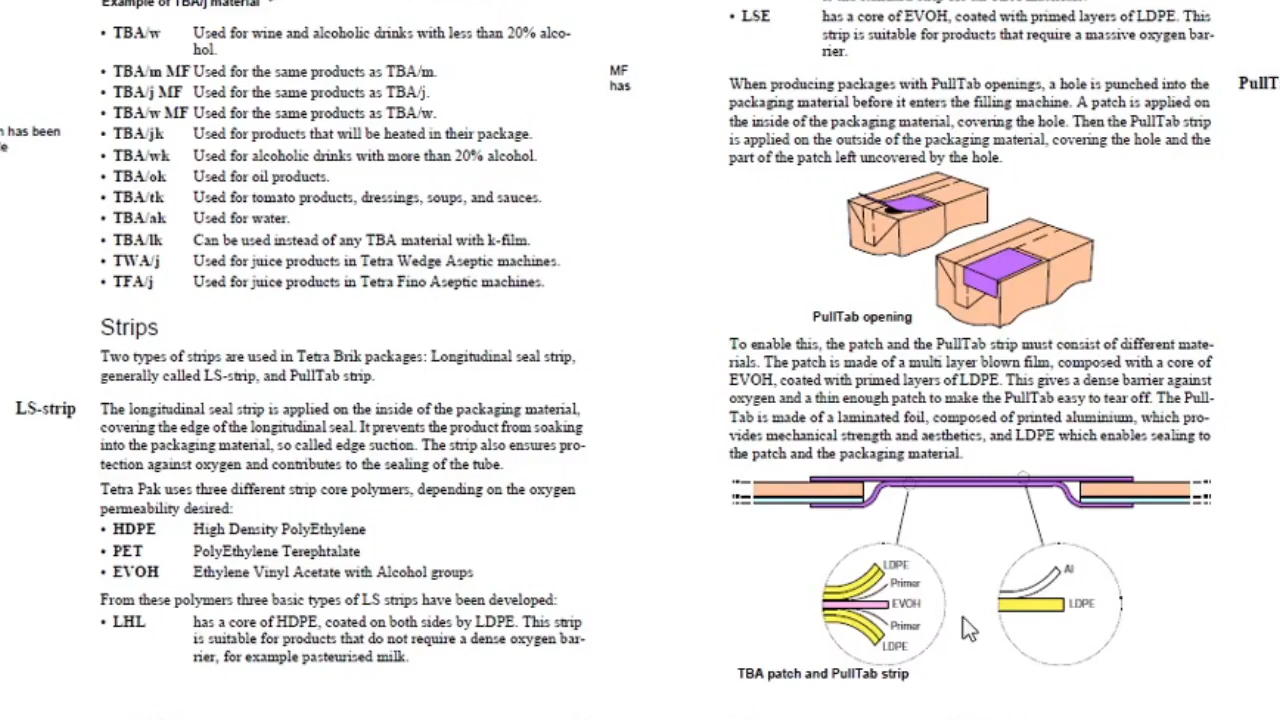 Example of TBA/j material
• TBA/w Used for wine and alcoholic drinks with less than 20% alco-
hol.
• TBA/m MF Used for the same products as TBA/m.
• TBA/j MF Used for the same products as TBA/j.
• TBA/w MF Used for the same products as TBA/w.
has been
• TBA/jk Used for products that will be heated in their package.
• TBA/wk Used for alcoholic drinks with more than 20% alcohol.
• TBA/ok Used for oil products.
• TBA/tk Used for tomato products, dressings, soups, and sauces.
• TBA/ak Used for water.
• TBA/lk Can be used instead of any TBA material with k-film.
• TWA/j Used for juice products in Tetra Wedge Aseptic machines.
• TFA/j Used for juice products in Tetra Fino Aseptic machines.
Strips
Two types of strips are used in Tetra Brik packages: Longitudinal seal strip,
generally called LS-strip, and PullTab strip.
LS-strip
The longitudinal seal strip is applied on the inside of the packaging material,
covering the edge of the longitudinal seal. It prevents the product from soaking
into the packaging material, so called edge suction. The strip also ensures pro-
tection against oxygen and contributes to the sealing of the tube.
Tetra Pak uses three different strip core polymers, depending on the oxygen
permeability desired:
• HDPE High Density PolyEthylene
• PET PolyEthylene Terephtalate
• EVOH Ethylene Vinyl Acetate with Alcohol groups
From these polymers three basic types of LS strips have been developed:
• LHL has a core of HDPE, coated on both sides by LDPE. This strip
is suitable for products that do not require a dense oxygen bar-
rier, for example pasteurised milk.
MF
has
• LSE has a core of EVOH, coated with primed layers of LDPE. This
strip is suitable for products that require a massive oxygen bar-
rier.
PullT
When producing packages with PullTab openings, a hole is punched into the
packaging material before it enters the filling machine. A patch is applied on
the inside of the packaging material, covering the hole. Then the PullTab strip
is applied on the outside of the packaging material, covering the hole and the
part of the patch left uncovered by the hole.
PullTab opening
To enable this, the patch and the PullTab strip must consist of different mate-
rials. The patch is made of a multi layer blown film, composed with a core of
EVOH, coated with primed layers of LDPE. This gives a dense barrier against
oxygen and a thin enough patch to make the PullTab easy to tear off. The Pull-
Tab is made of a laminated foil, composed of printed aluminium, which pro-
vides mechanical strength and aesthetics, and LDPE which enables sealing to
the patch and the packaging material.
LDPE
Primer
EVOH
Primer
LDPE
Al
LDPE
TBA patch and PullTab strip